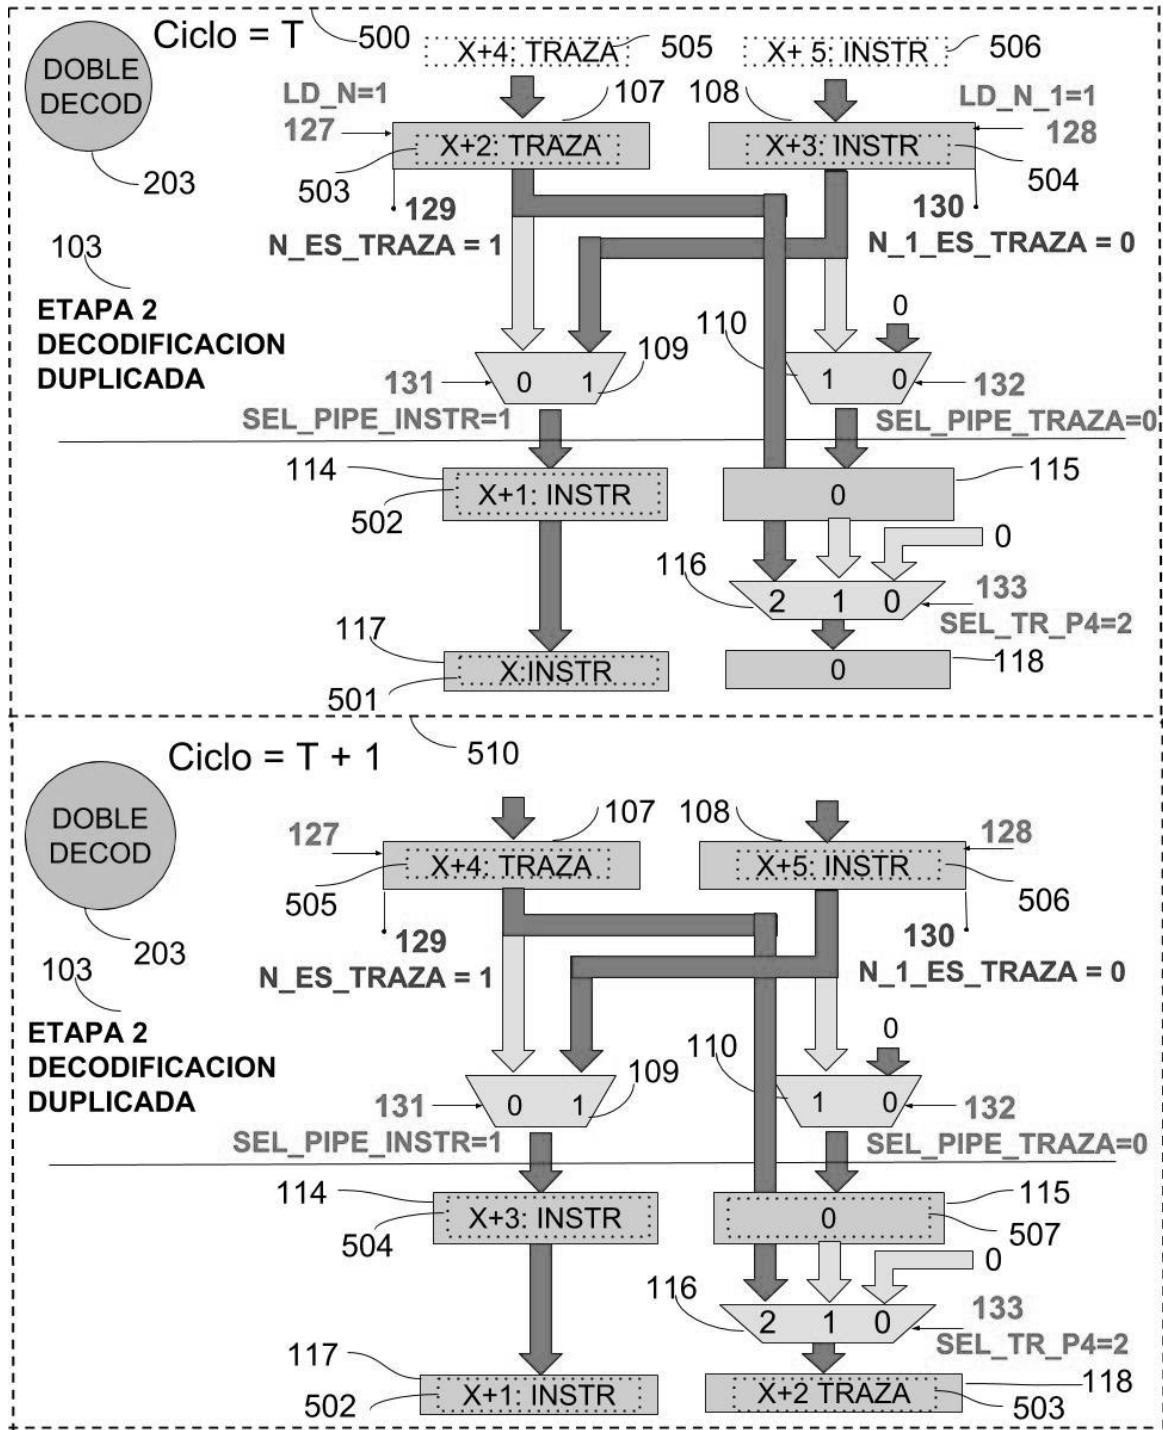 Ciclo = T
500
DOBLE
DECOD
203
X+4: TRAZA
505
X+ 5: INSTR
506
LD_N=1
127
107
108
LD_N_1=1
128
X+2: TRAZA
503
X+3: INSTR
504
129
N_ES_TRAZA = 1
130
N_1_ES_TRAZA = 0
103
ETAPA 2
DECODIFICACION
DUPLICADA
0
110
109
0 1
1 0
131
SEL_PIPE_INSTR=1
132
SEL_PIPE_TRAZA=0
114
X+1: INSTR
502
115
0
0
116
2 1 0
133
SEL_TR_P4=2
117
X:INSTR
501
0
118
Ciclo = T + 1
510
DOBLE
DECOD
203
127
107
108
128
X+4: TRAZA
505
X+5: INSTR
506
129
N_ES_TRAZA = 1
130
N_1_ES_TRAZA = 0
103
ETAPA 2
DECODIFICACION
DUPLICADA
0
110
109
0 1
1 0
131
SEL_PIPE_INSTR=1
132
SEL_PIPE_TRAZA=0
114
X+3: INSTR
504
115
0
507
0
116
2 1 0
133
SEL_TR_P4=2
117
X+1: INSTR
502
X+2 TRAZA
118
503